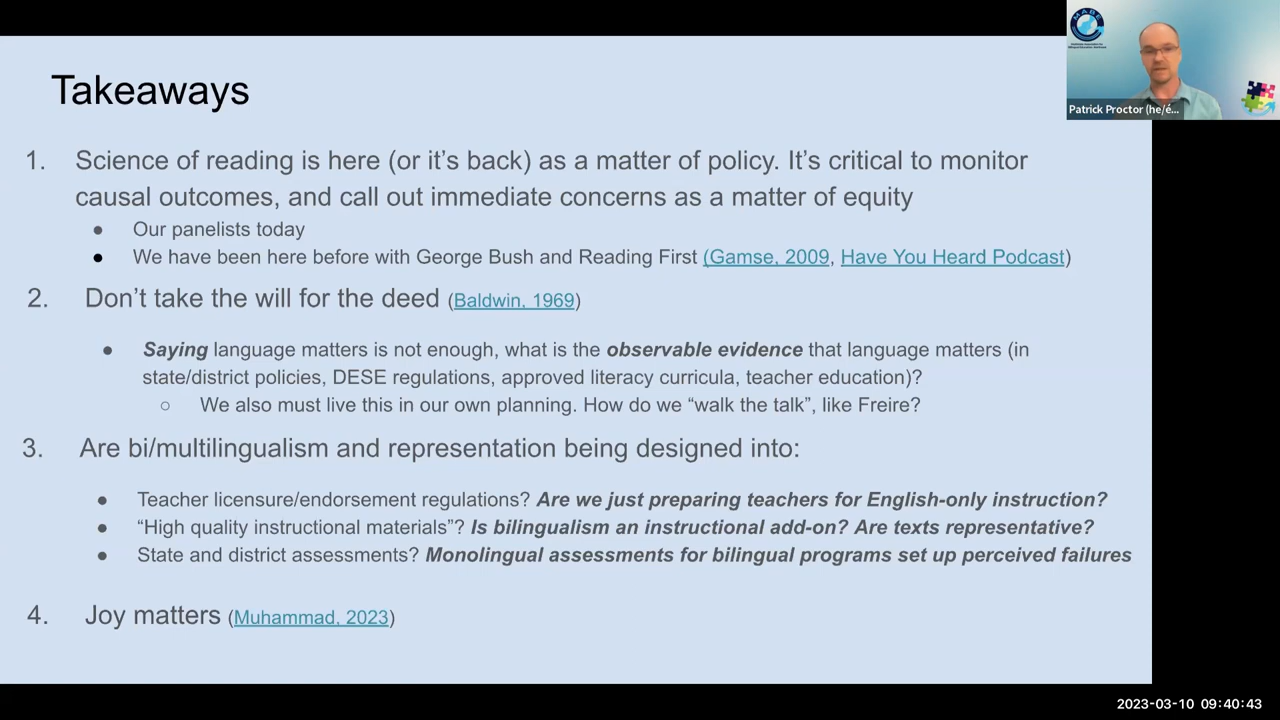 MABE
Takeaways
Patrick Proctor (he/é...
1. Science of reading is here (or it’s back) as a matter of policy. It’s critical to monitor
causal outcomes, and call out immediate concerns as a matter of equity
● Our panelists today
● We have been here before with George Bush and Reading First (Gamse, 2009, Have You Heard Podcast)
2. Don’t take the will for the deed (Baldwin, 1969)
● Saying language matters is not enough, what is the observable evidence that language matters (in
state/district policies, DESE regulations, approved literacy curricula, teacher education)?
○ We also must live this in our own planning. How do we “walk the talk”, like Freire?
3. Are bi/multilingualism and representation being designed into:
● Teacher licensure/endorsement regulations? Are we just preparing teachers for English-only instruction?
● “High quality instructional materials”? Is bilingualism an instructional add-on? Are texts representative?
● State and district assessments? Monolingual assessments for bilingual programs set up perceived failures
4. Joy matters (Muhammad, 2023)
2023-03-10 09:40:43